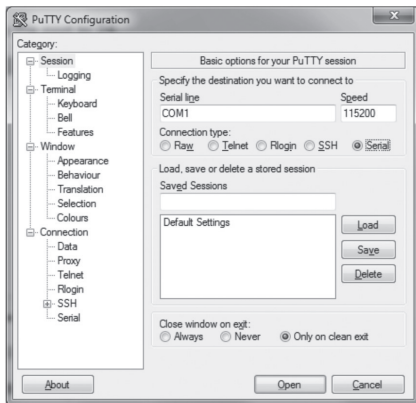 PuTTY Configuration
Category:
Session
Logging
Terminal
Keyboard
Bell
Features
Window
Appearance
Behaviour
Translation
Selection
Colours
Connection
Data
Proxy
Telnet
Rlogin
SSH
Serial
Basic options for your PuTTY session
Specify the destination you want to connect to
Serial line Speed
COM1 115200
Connection type:
Raw Telnet Rlogin SSH Serial
Load, save or delete a stored session
Saved Sessions
Default Settings
Load
Save
Delete
Close window on exit:
Always Never Only on clean exit
About Open Cancel